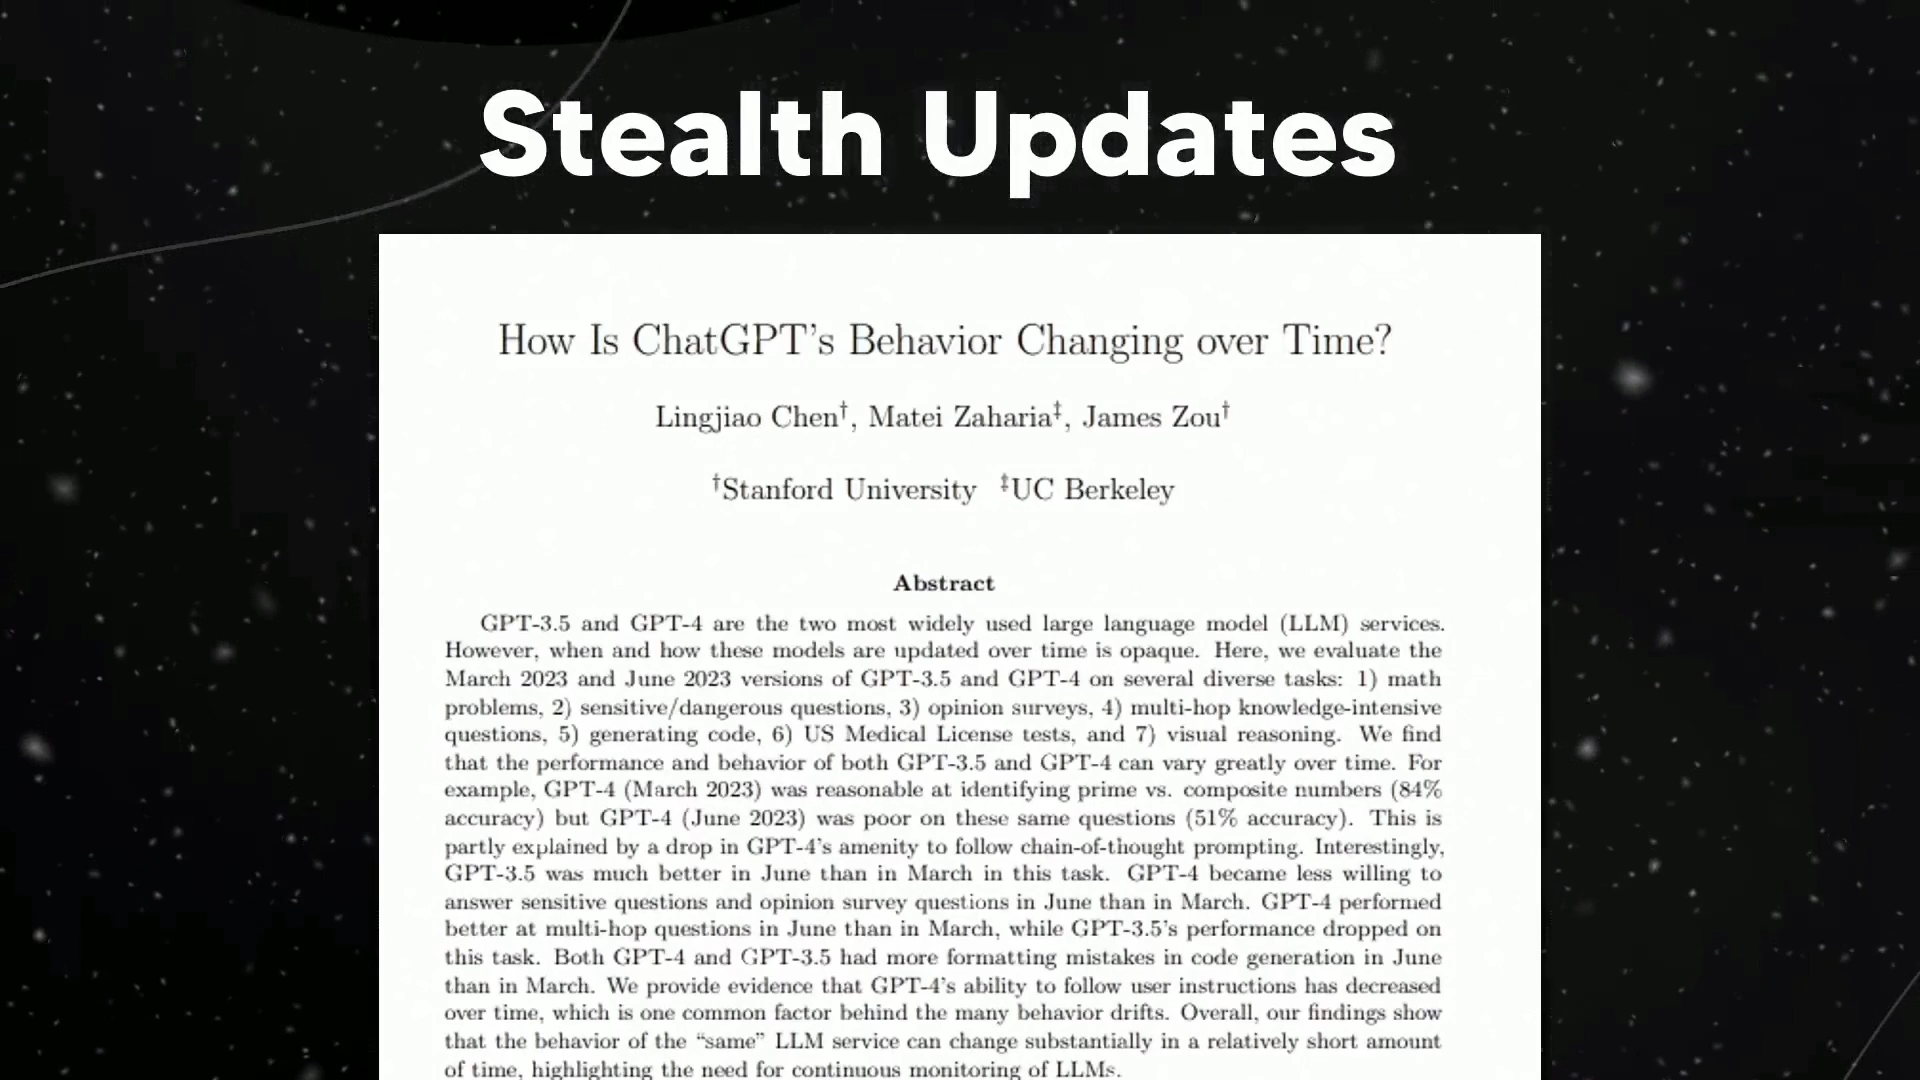 Stealth Updates
How Is ChatGPT's Behavior Changing over Time?
Lingjiao Chen†, Matei Zaharia‡, James Zou†
†Stanford University ‡UC Berkeley
Abstract
GPT-3.5 and GPT-4 are the two most widely used large language model (LLM) services.
However, when and how these models are updated over time is opaque. Here, we evaluate the
March 2023 and June 2023 versions of GPT-3.5 and GPT-4 on several diverse tasks: 1) math
problems, 2) sensitive/dangerous questions, 3) opinion surveys, 4) multi-hop knowledge-intensive
questions, 5) generating code, 6) US Medical License tests, and 7) visual reasoning. We find
that the performance and behavior of both GPT-3.5 and GPT-4 can vary greatly over time. For
example, GPT-4 (March 2023) was reasonable at identifying prime vs. composite numbers (84%
accuracy) but GPT-4 (June 2023) was poor on these same questions (51% accuracy). This is
partly explained by a drop in GPT-4's amenity to follow chain-of-thought prompting. Interestingly,
GPT-3.5 was much better in June than in March in this task. GPT-4 became less willing to
answer sensitive questions and opinion survey questions in June than in March. GPT-4 performed
better at multi-hop questions in June than in March, while GPT-3.5's performance dropped on
this task. Both GPT-4 and GPT-3.5 had more formatting mistakes in code generation in June
than in March. We provide evidence that GPT-4's ability to follow user instructions has decreased
over time, which is one common factor behind the many behavior drifts. Overall, our findings show
that the behavior of the “same” LLM service can change substantially in a relatively short amount
of time, highlighting the need for continuous monitoring of LLMs.